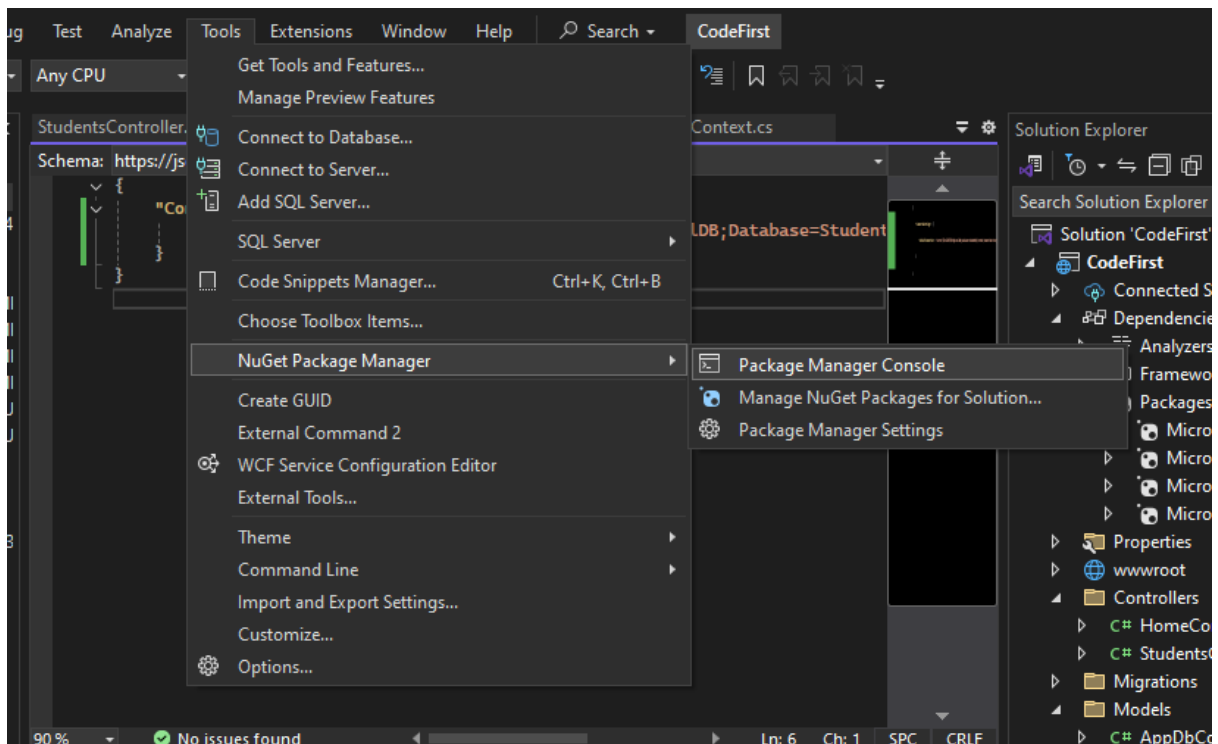 ug Test Analyze Tools Extensions Window Help Search CodeFirst
Any CPU
Get Tools and Features...
Manage Preview Features
StudentsController. Context.cs
Connect to Database...
Schema: https://js
Connect to Server...
"Co
Add SQL Server...
lDB;Database=Student
SQL Server
Code Snippets Manager... Ctrl+K, Ctrl+B
Choose Toolbox Items...
NuGet Package Manager
Package Manager Console
Manage NuGet Packages for Solution...
Package Manager Settings
Create GUID
External Command 2
WCF Service Configuration Editor
External Tools...
Theme
Command Line
Import and Export Settings...
Customize...
Options...
Solution Explorer
Search Solution Explorer
Solution 'CodeFirst'
CodeFirst
Connected S
Dependencie
Analyzers
Framewo
Packages
Micro
Micro
Micro
Micro
Properties
wwwroot
Controllers
C# HomeCo
C# StudentsC
Migrations
Models
C# AppDbCo
90 % No issues found Ln: 6 Ch: 1 SPC CRLF